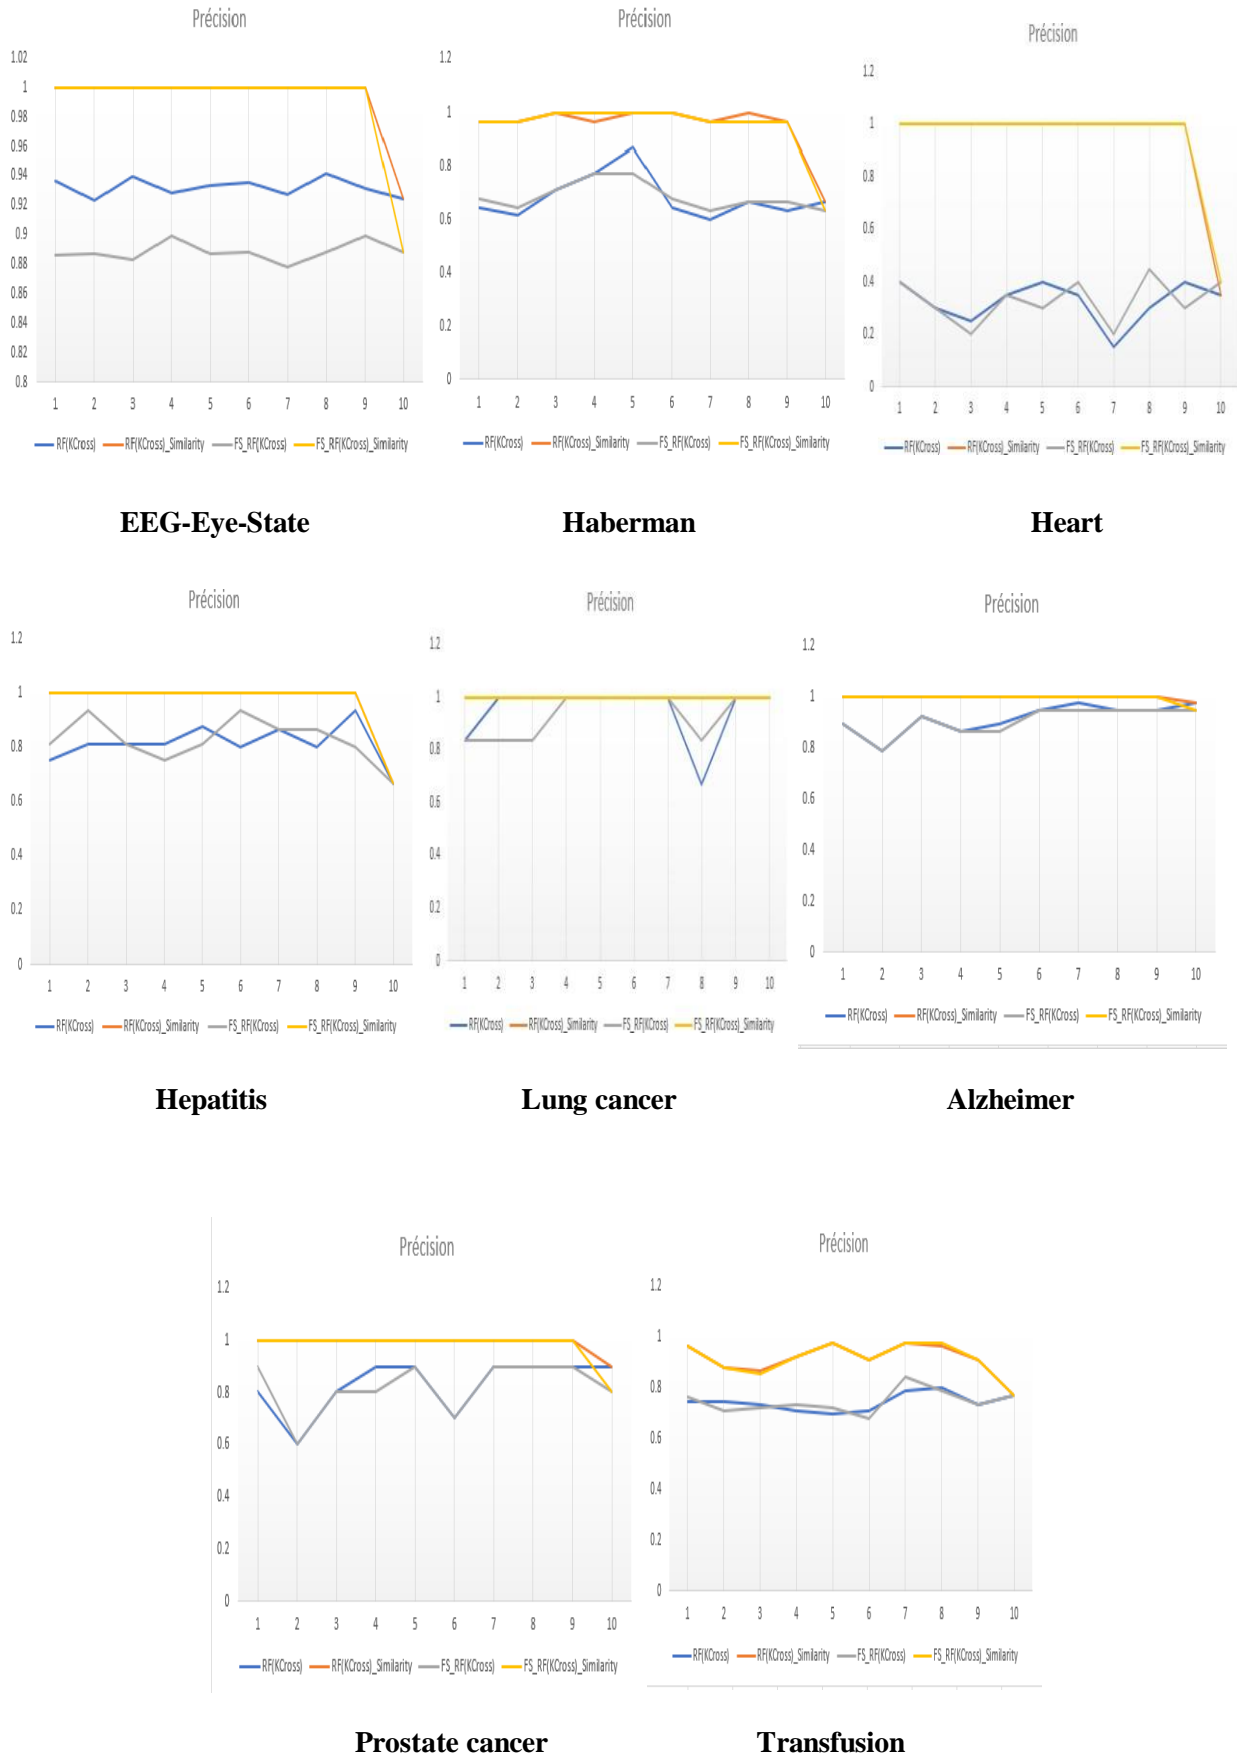 Précision
1.02
1
0.98
0.96
0.94
0.92
0.9
0.88
0.86
0.84
0.82
0.8
1 2 3 4 5 6 7 8 9 10
RF(KCross) RF(KCross)_Similarity FS_RF(KCross) FS_RF(KCross)_Similarity
Précision
1.2
1
0.8
0.6
0.4
0.2
0
1 2 3 4 5 6 7 8 9 10
RF(KCross) RF(KCross)_Similarity FS_RF(KCross) FS_RF(KCross)_Similarity
Précision
1.2
1
0.8
0.6
0.4
0.2
0
1 2 3 4 5 6 7 8 9 10
RF(KCross) RF(KCross)_Similarity FS_RF(KCross) FS_RF(KCross)_Similarity
EEG-Eye-State Haberman Heart
Précision
1.2
1
0.8
0.6
0.4
0.2
0
1 2 3 4 5 6 7 8 9 10
RF(KCross) RF(KCross)_Similarity FS_RF(KCross) FS_RF(KCross)_Similarity
Précision
1.2
1
0.8
0.6
0.4
0.2
0
1 2 3 4 5 6 7 8 9 10
RF(KCross) RF(KCross)_Similarity FS_RF(KCross) FS_RF(KCross)_Similarity
Précision
1.2
1
0.8
0.6
0.4
0.2
0
1 2 3 4 5 6 7 8 9 10
RF(KCross) RF(KCross)_Similarity FS_RF(KCross) FS_RF(KCross)_Similarity
Hepatitis Lung cancer Alzheimer
Précision
1.2
1
0.8
0.6
0.4
0.2
0
1 2 3 4 5 6 7 8 9 10
RF(KCross) RF(KCross)_Similarity FS_RF(KCross) FS_RF(KCross)_Similarity
Précision
1.2
1
0.8
0.6
0.4
0.2
0
1 2 3 4 5 6 7 8 9 10
RF(KCross) RF(KCross)_Similarity FS_RF(KCross) FS_RF(KCross)_Similarity
Prostate cancer Transfusion